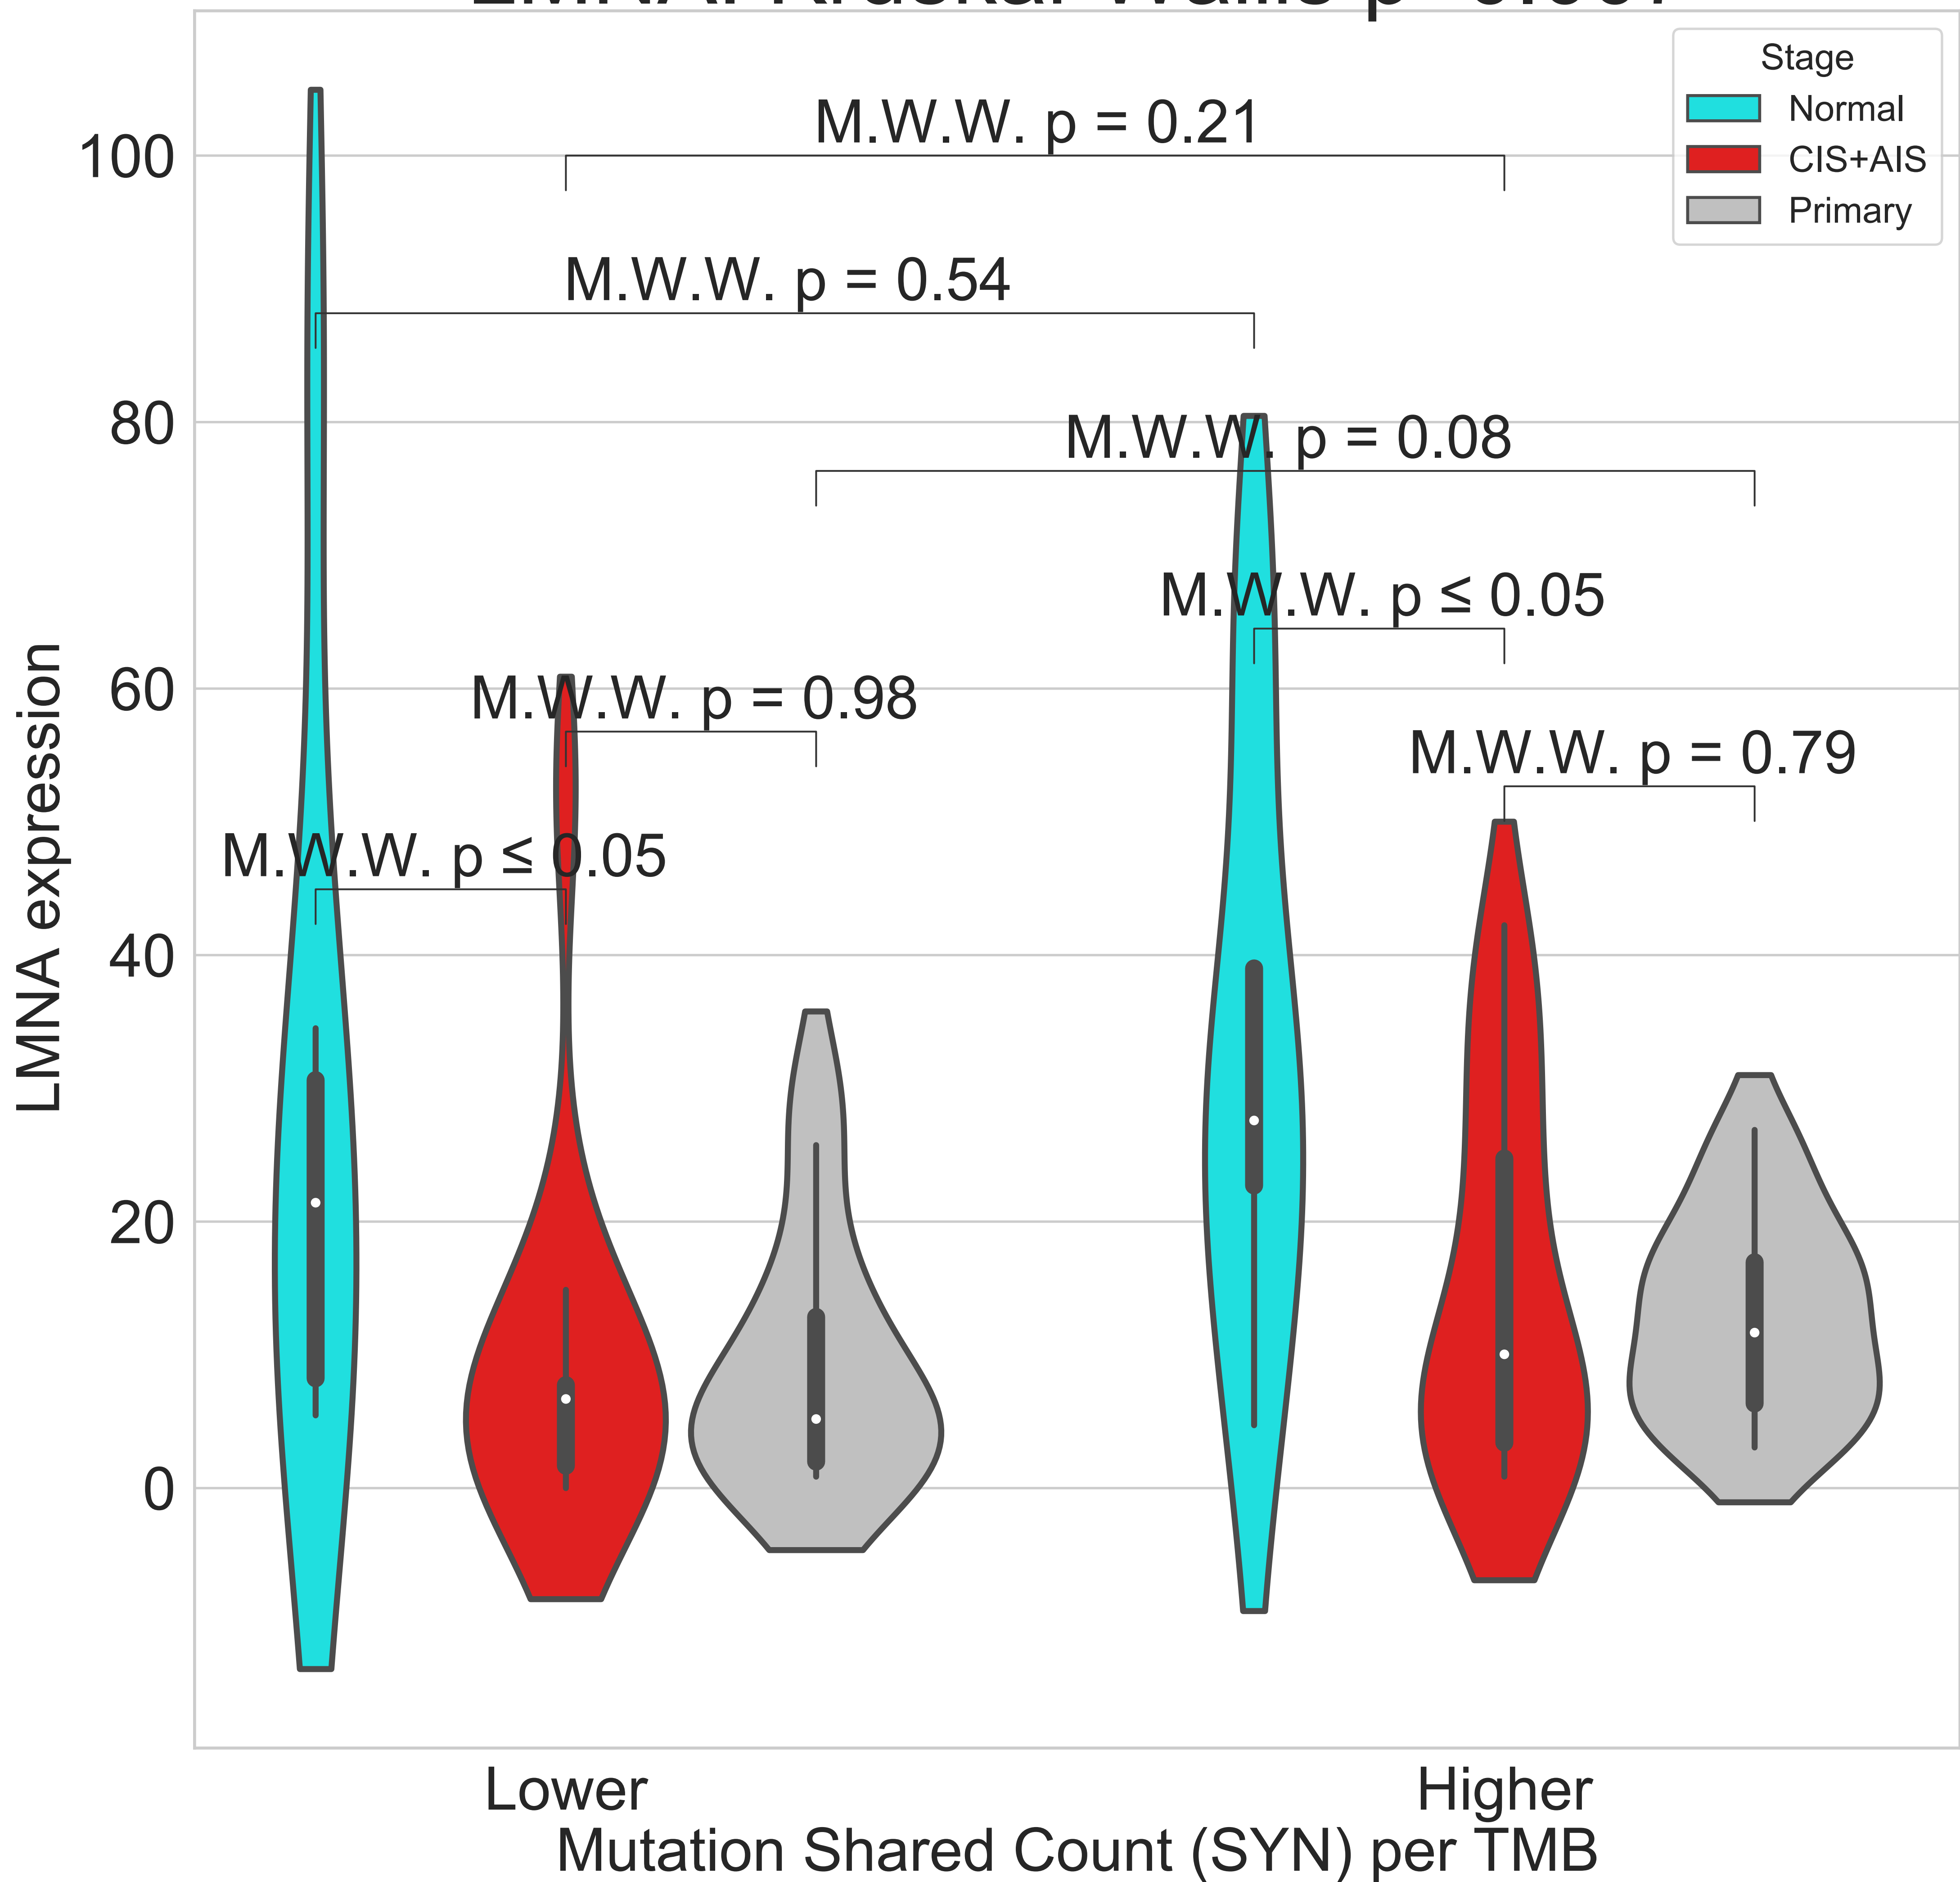 Stage
Normal
CIS+AIS
Primary
M.W.W. p = 0.21
M.W.W. p = 0.54
M.W.W. p = 0.08
M.W.W. p ≤ 0.05
M.W.W. p = 0.98
M.W.W. p = 0.79
M.W.W. p ≤ 0.05
100
80
60
40
20
0
LMNA expression
Lower
Higher
Mutation Shared Count (SYN) per TMB